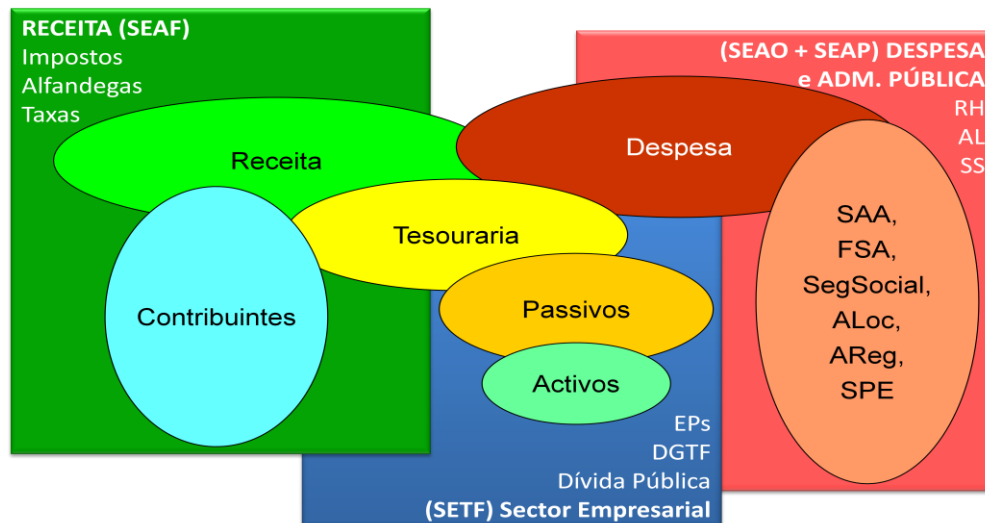 RECEITA (SEAF)
Impostos
Alfandegas
Taxas
(SEAO + SEAP) DESPESA
e ADM. PÚBLICA
RH
AL
SS
Receita
Despesa
Tesouraria
Contribuintes
Passivos
Activos
SAA,
FSA,
SegSocial,
ALoc,
AReg,
SPE
EPs
DGTF
Dívida Pública
(SETF) Sector Empresarial